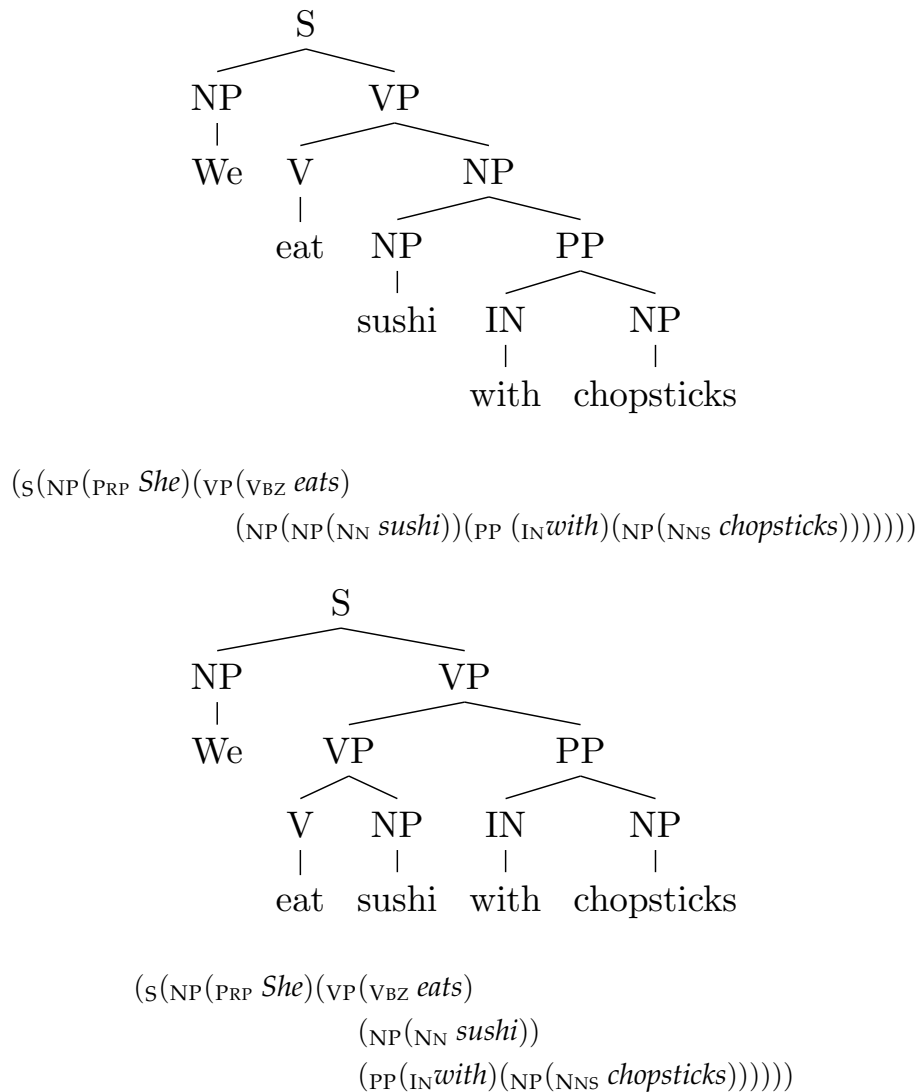 S
NP VP
We V NP
eat NP PP
sushi IN NP
with chopsticks
(S(NP(PRP She)(VP(VBZ eats)
(NP(NP(NN sushi))(PP (INwith)(NP(NNS chopsticks)))))))
S
NP VP
We VP PP
V NP IN NP
eat sushi with chopsticks
(S(NP(PRP She)(VP(VBZ eats)
(NP(NN sushi))
(PP(INwith)(NP(NNS chopsticks))))))